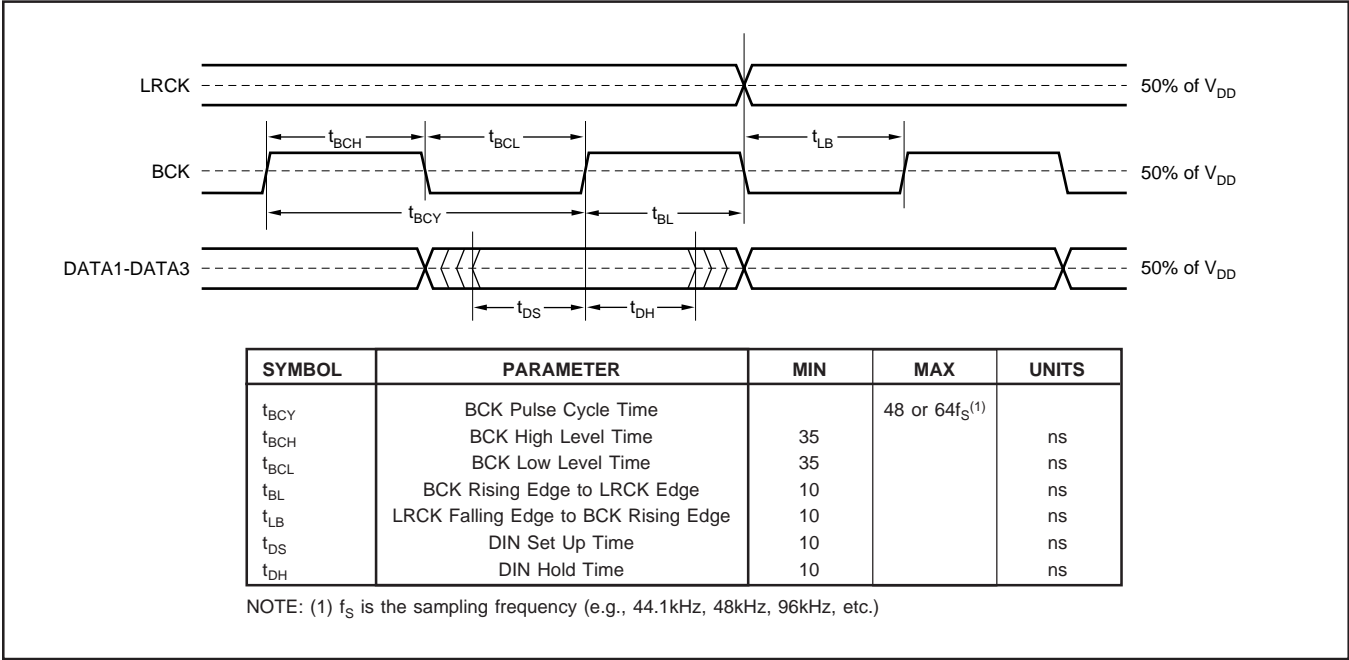 LRCK
50% of VDD
tBCH
tBCL
tLB
BCK
50% of VDD
tBCY
tBL
DATA1-DATA3
50% of VDD
tDS
tDH
SYMBOL PARAMETER MIN MAX UNITS
tBCY BCK Pulse Cycle Time 48 or 64fS(1)
tBCH BCK High Level Time 35 ns
tBCL BCK Low Level Time 35 ns
tBL BCK Rising Edge to LRCK Edge 10 ns
tLB LRCK Falling Edge to BCK Rising Edge 10 ns
tDS DIN Set Up Time 10 ns
tDH DIN Hold Time 10 ns
NOTE: (1) fS is the sampling frequency (e.g., 44.1kHz, 48kHz, 96kHz, etc.)